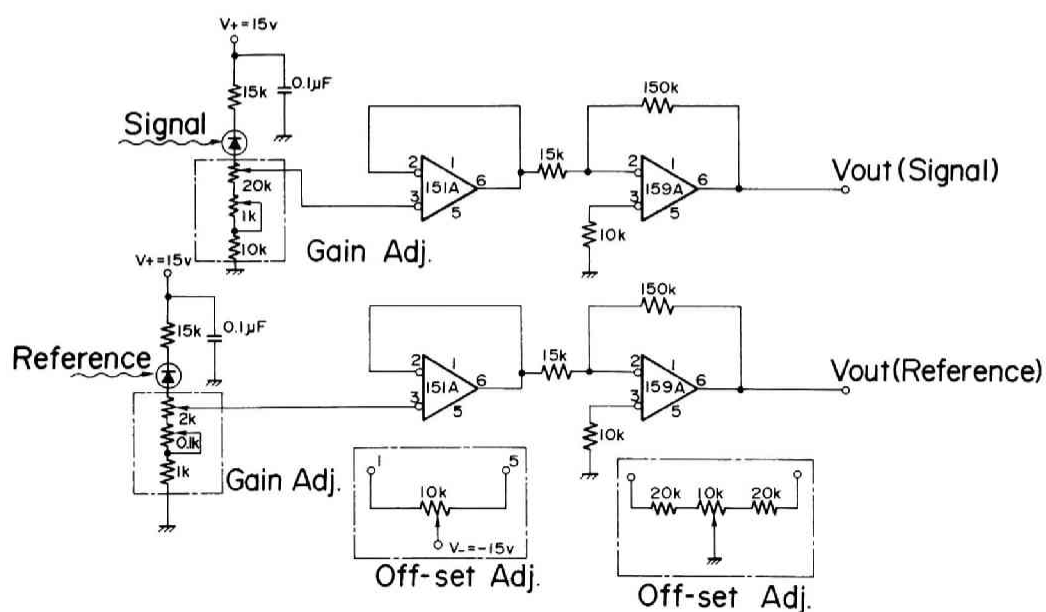 V+=15v
15k
0.1μF
Signal
20k
1k
10k
Gain Adj.
2
3
151A
1
6
5
15k
150k
2
3
159A
1
6
5
10k
Vout(Signal)
V+=15v
15k
0.1μF
Reference
2k
0.1k
1k
Gain Adj.
2
3
151A
1
6
5
15k
150k
2
3
159A
1
6
5
10k
Vout(Reference)
1
5
10k
V-=-15v
Off-set Adj.
20k 10k 20k
Off-set Adj.